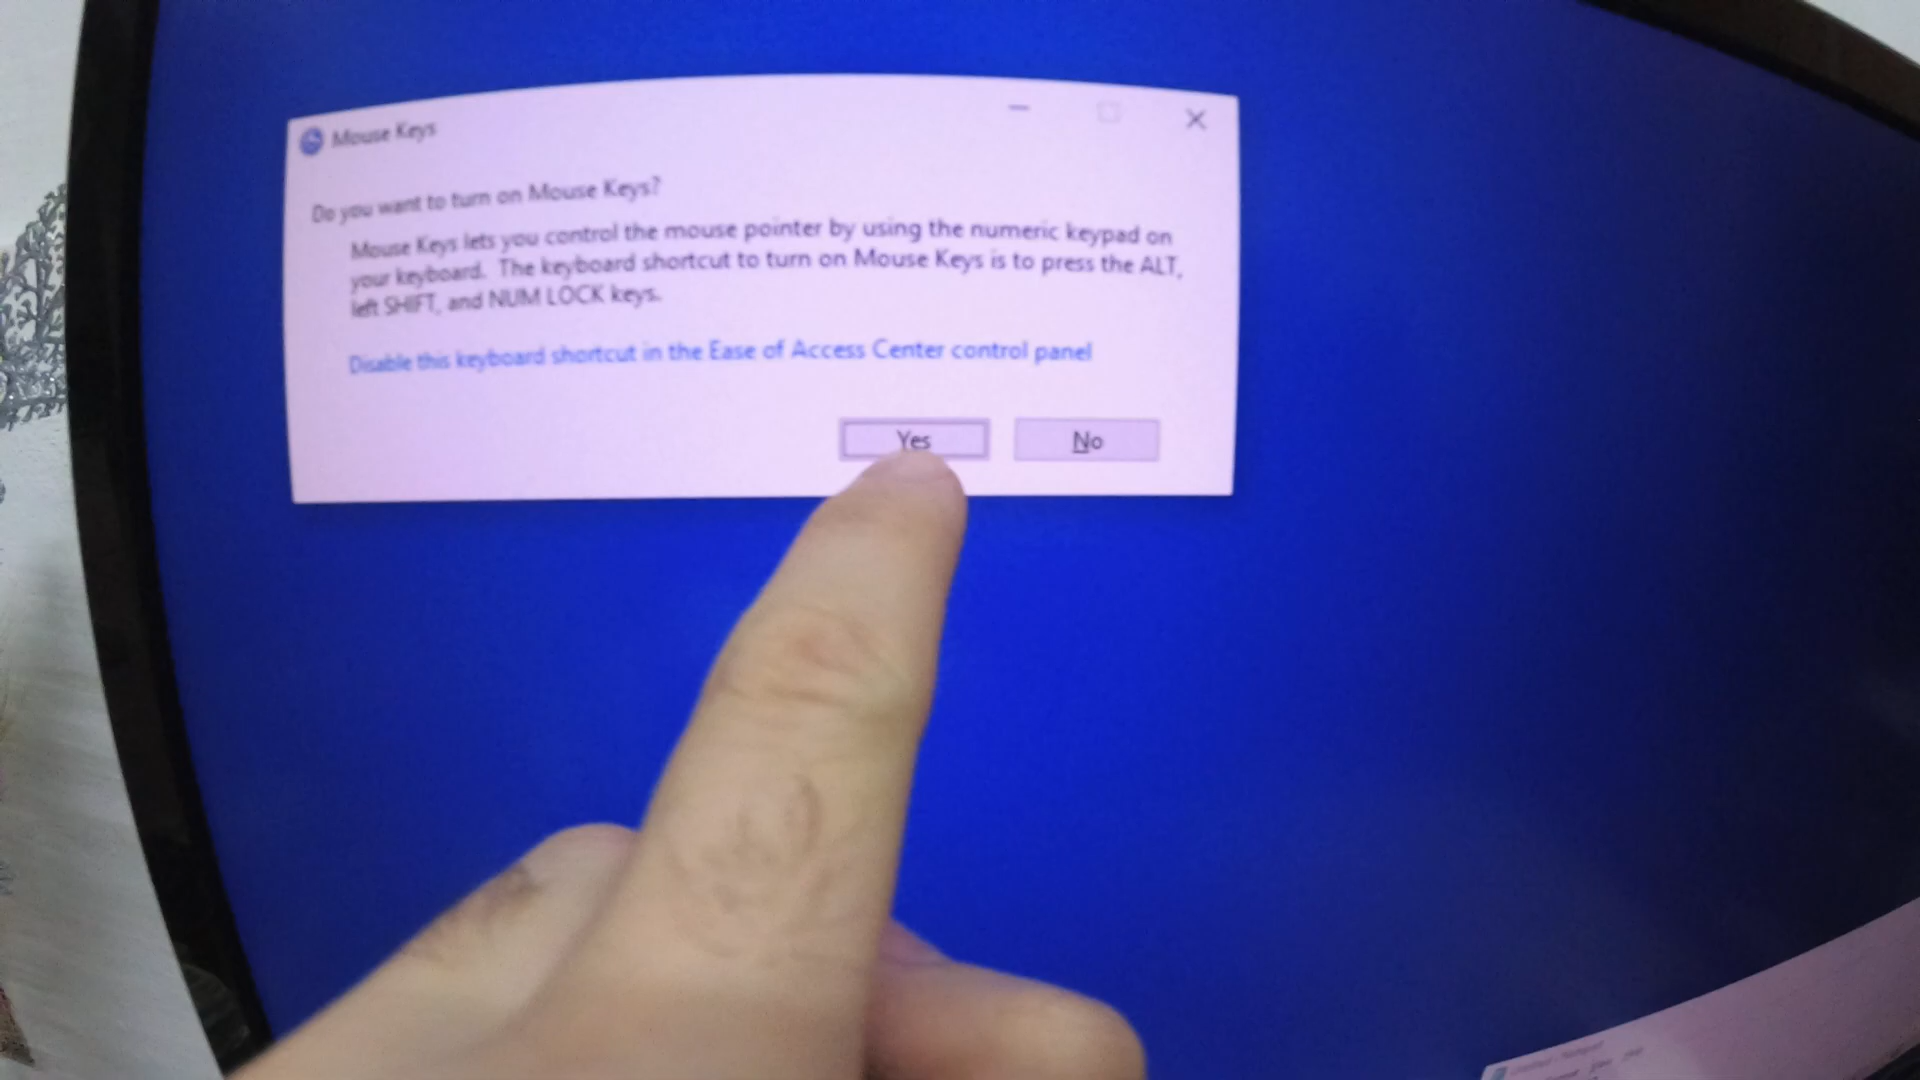 Mouse Keys
Do you want to turn on Mouse Keys?
Mouse Keys lets you control the mouse pointer by using the numeric keypad on
your keyboard. The keyboard shortcut to turn on Mouse Keys is to press the ALT,
left SHIFT, and NUM LOCK keys.
Disable this keyboard shortcut in the Ease of Access Center control panel
Yes
No